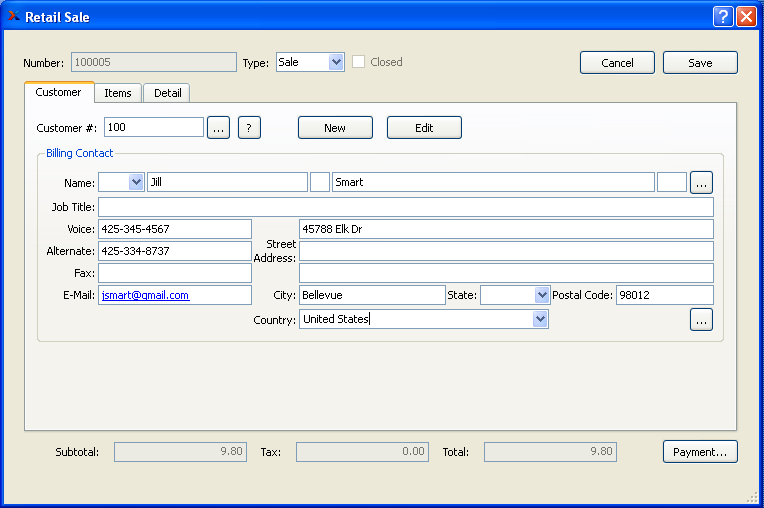 Retail Sale
Number: 100005 Type: Sale Closed Cancel Save
Customer Items Detail
Customer #: 100 ... ? New Edit
Billing Contact
Name: Jill Smart ...
Job Title:
Voice: 425-345-4567 45788 Elk Dr
Alternate: 425-334-8737 Street Address:
Fax:
E-Mail: jsmart@gmail.com City: Bellevue State: Postal Code: 98012
Country: United States ...
Subtotal: 9.80 Tax: 0.00 Total: 9.80 Payment...